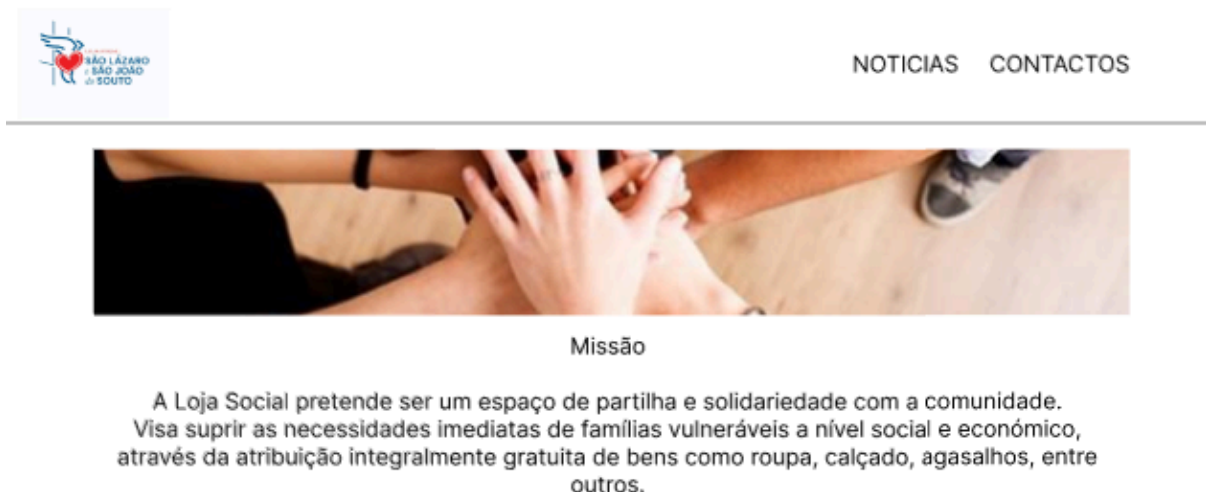 SÃO LÁZARO
E SÃO JOÃO
do SOUTO
NOTICIAS CONTACTOS
Missão
A Loja Social pretende ser um espaço de partilha e solidariedade com a comunidade.
Visa suprir as necessidades imediatas de famílias vulneráveis a nível social e económico,
através da atribuição integralmente gratuita de bens como roupa, calçado, agasalhos, entre
outros.